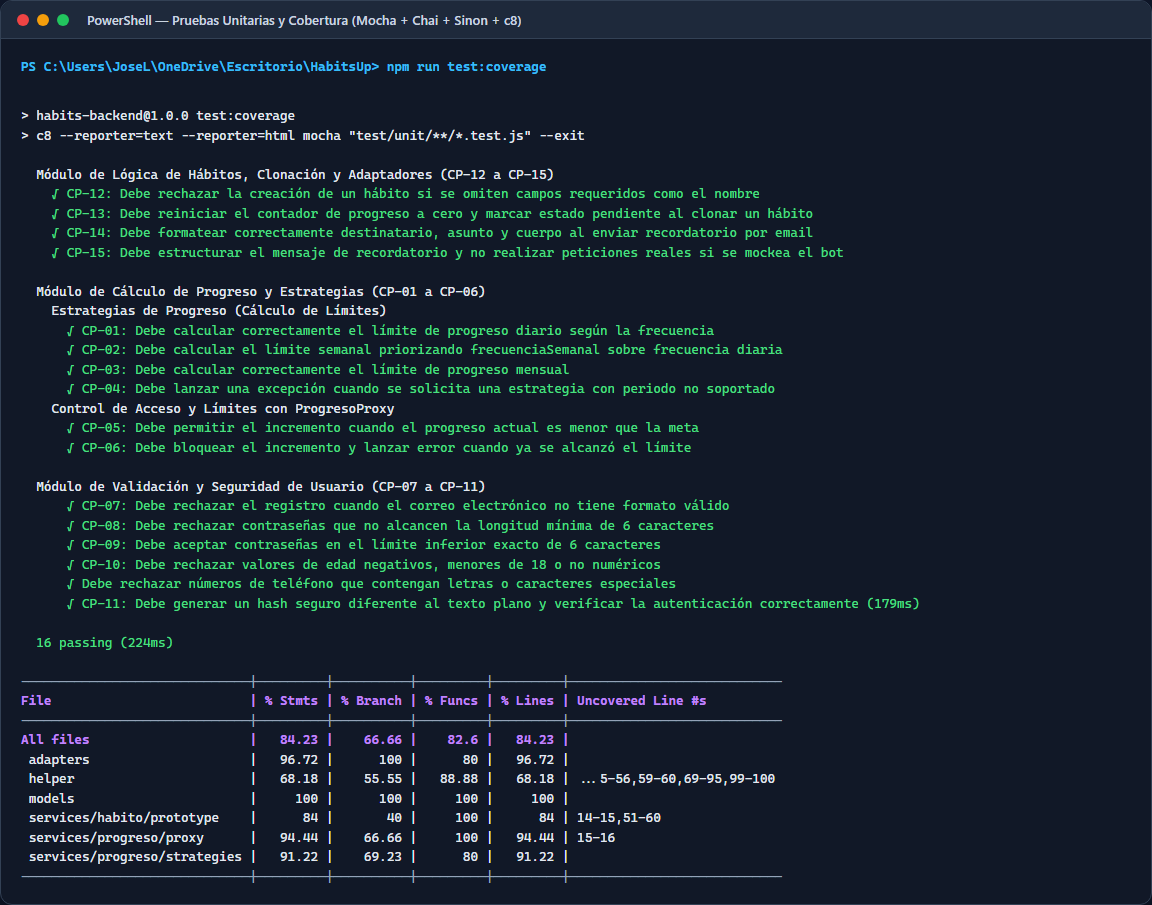 PowerShell — Pruebas Unitarias y Cobertura (Mocha + Chai + Sinon + c8)
PS C:\Users\JoseL\OneDrive\Escritorio\HabitsUp> npm run test:coverage
> habits-backend@1.0.0 test:coverage
> c8 --reporter=text --reporter=html mocha "test/unit/**/*.test.js" --exit
Módulo de Lógica de Hábitos, Clonación y Adaptadores (CP-12 a CP-15)
√ CP-12: Debe rechazar la creación de un hábito si se omiten campos requeridos como el nombre
√ CP-13: Debe reiniciar el contador de progreso a cero y marcar estado pendiente al clonar un hábito
√ CP-14: Debe formatear correctamente destinatario, asunto y cuerpo al enviar recordatorio por email
√ CP-15: Debe estructurar el mensaje de recordatorio y no realizar peticiones reales si se mockea el bot
Módulo de Cálculo de Progreso y Estrategias (CP-01 a CP-06)
Estrategias de Progreso (Cálculo de Límites)
√ CP-01: Debe calcular correctamente el límite de progreso diario según la frecuencia
√ CP-02: Debe calcular el límite semanal priorizando frecuenciaSemanal sobre frecuencia diaria
√ CP-03: Debe calcular correctamente el límite de progreso mensual
√ CP-04: Debe lanzar una excepción cuando se solicita una estrategia con periodo no soportado
Control de Acceso y Límites con ProgresoProxy
√ CP-05: Debe permitir el incremento cuando el progreso actual es menor que la meta
√ CP-06: Debe bloquear el incremento y lanzar error cuando ya se alcanzó el límite
Módulo de Validación y Seguridad de Usuario (CP-07 a CP-11)
√ CP-07: Debe rechazar el registro cuando el correo electrónico no tiene formato válido
√ CP-08: Debe rechazar contraseñas que no alcancen la longitud mínima de 6 caracteres
√ CP-09: Debe aceptar contraseñas en el límite inferior exacto de 6 caracteres
√ CP-10: Debe rechazar valores de edad negativos, menores de 18 o no numéricos
√ Debe rechazar números de teléfono que contengan letras o caracteres especiales
√ CP-11: Debe generar un hash seguro diferente al texto plano y verificar la autenticación correctamente (179ms)
16 passing (224ms)
File | % Stmts | % Branch | % Funcs | % Lines | Uncovered Line #s
All files | 84.23 | 66.66 | 82.6 | 84.23 |
adapters | 96.72 | 100 | 80 | 96.72 |
helper | 68.18 | 55.55 | 88.88 | 68.18 | ...5-56,59-60,69-95,99-100
models | 100 | 100 | 100 | 100 |
services/habito/prototype | 84 | 40 | 100 | 84 | 14-15,51-60
services/progreso/proxy | 94.44 | 66.66 | 100 | 94.44 | 15-16
services/progreso/strategies | 91.22 | 69.23 | 80 | 91.22 |